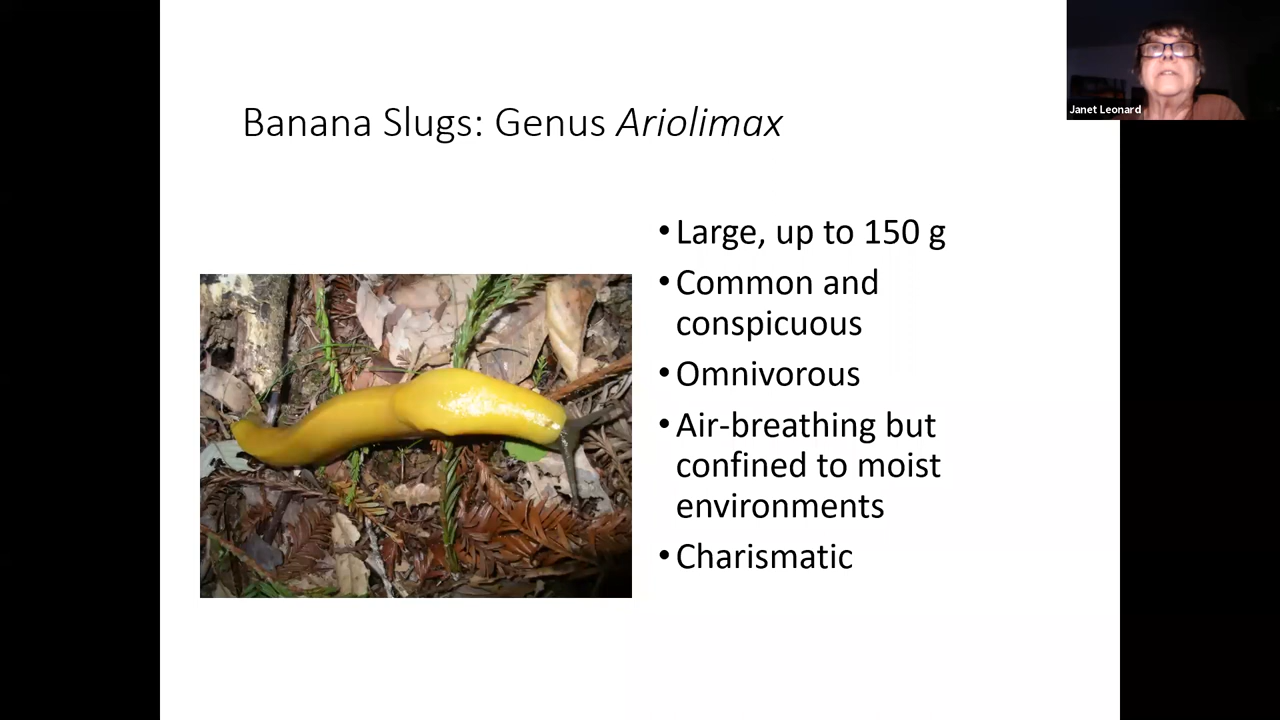 Janet Leonard
Banana Slugs: Genus Ariolimax
• Large, up to 150 g
• Common and
conspicuous
• Omnivorous
• Air-breathing but
confined to moist
environments
• Charismatic